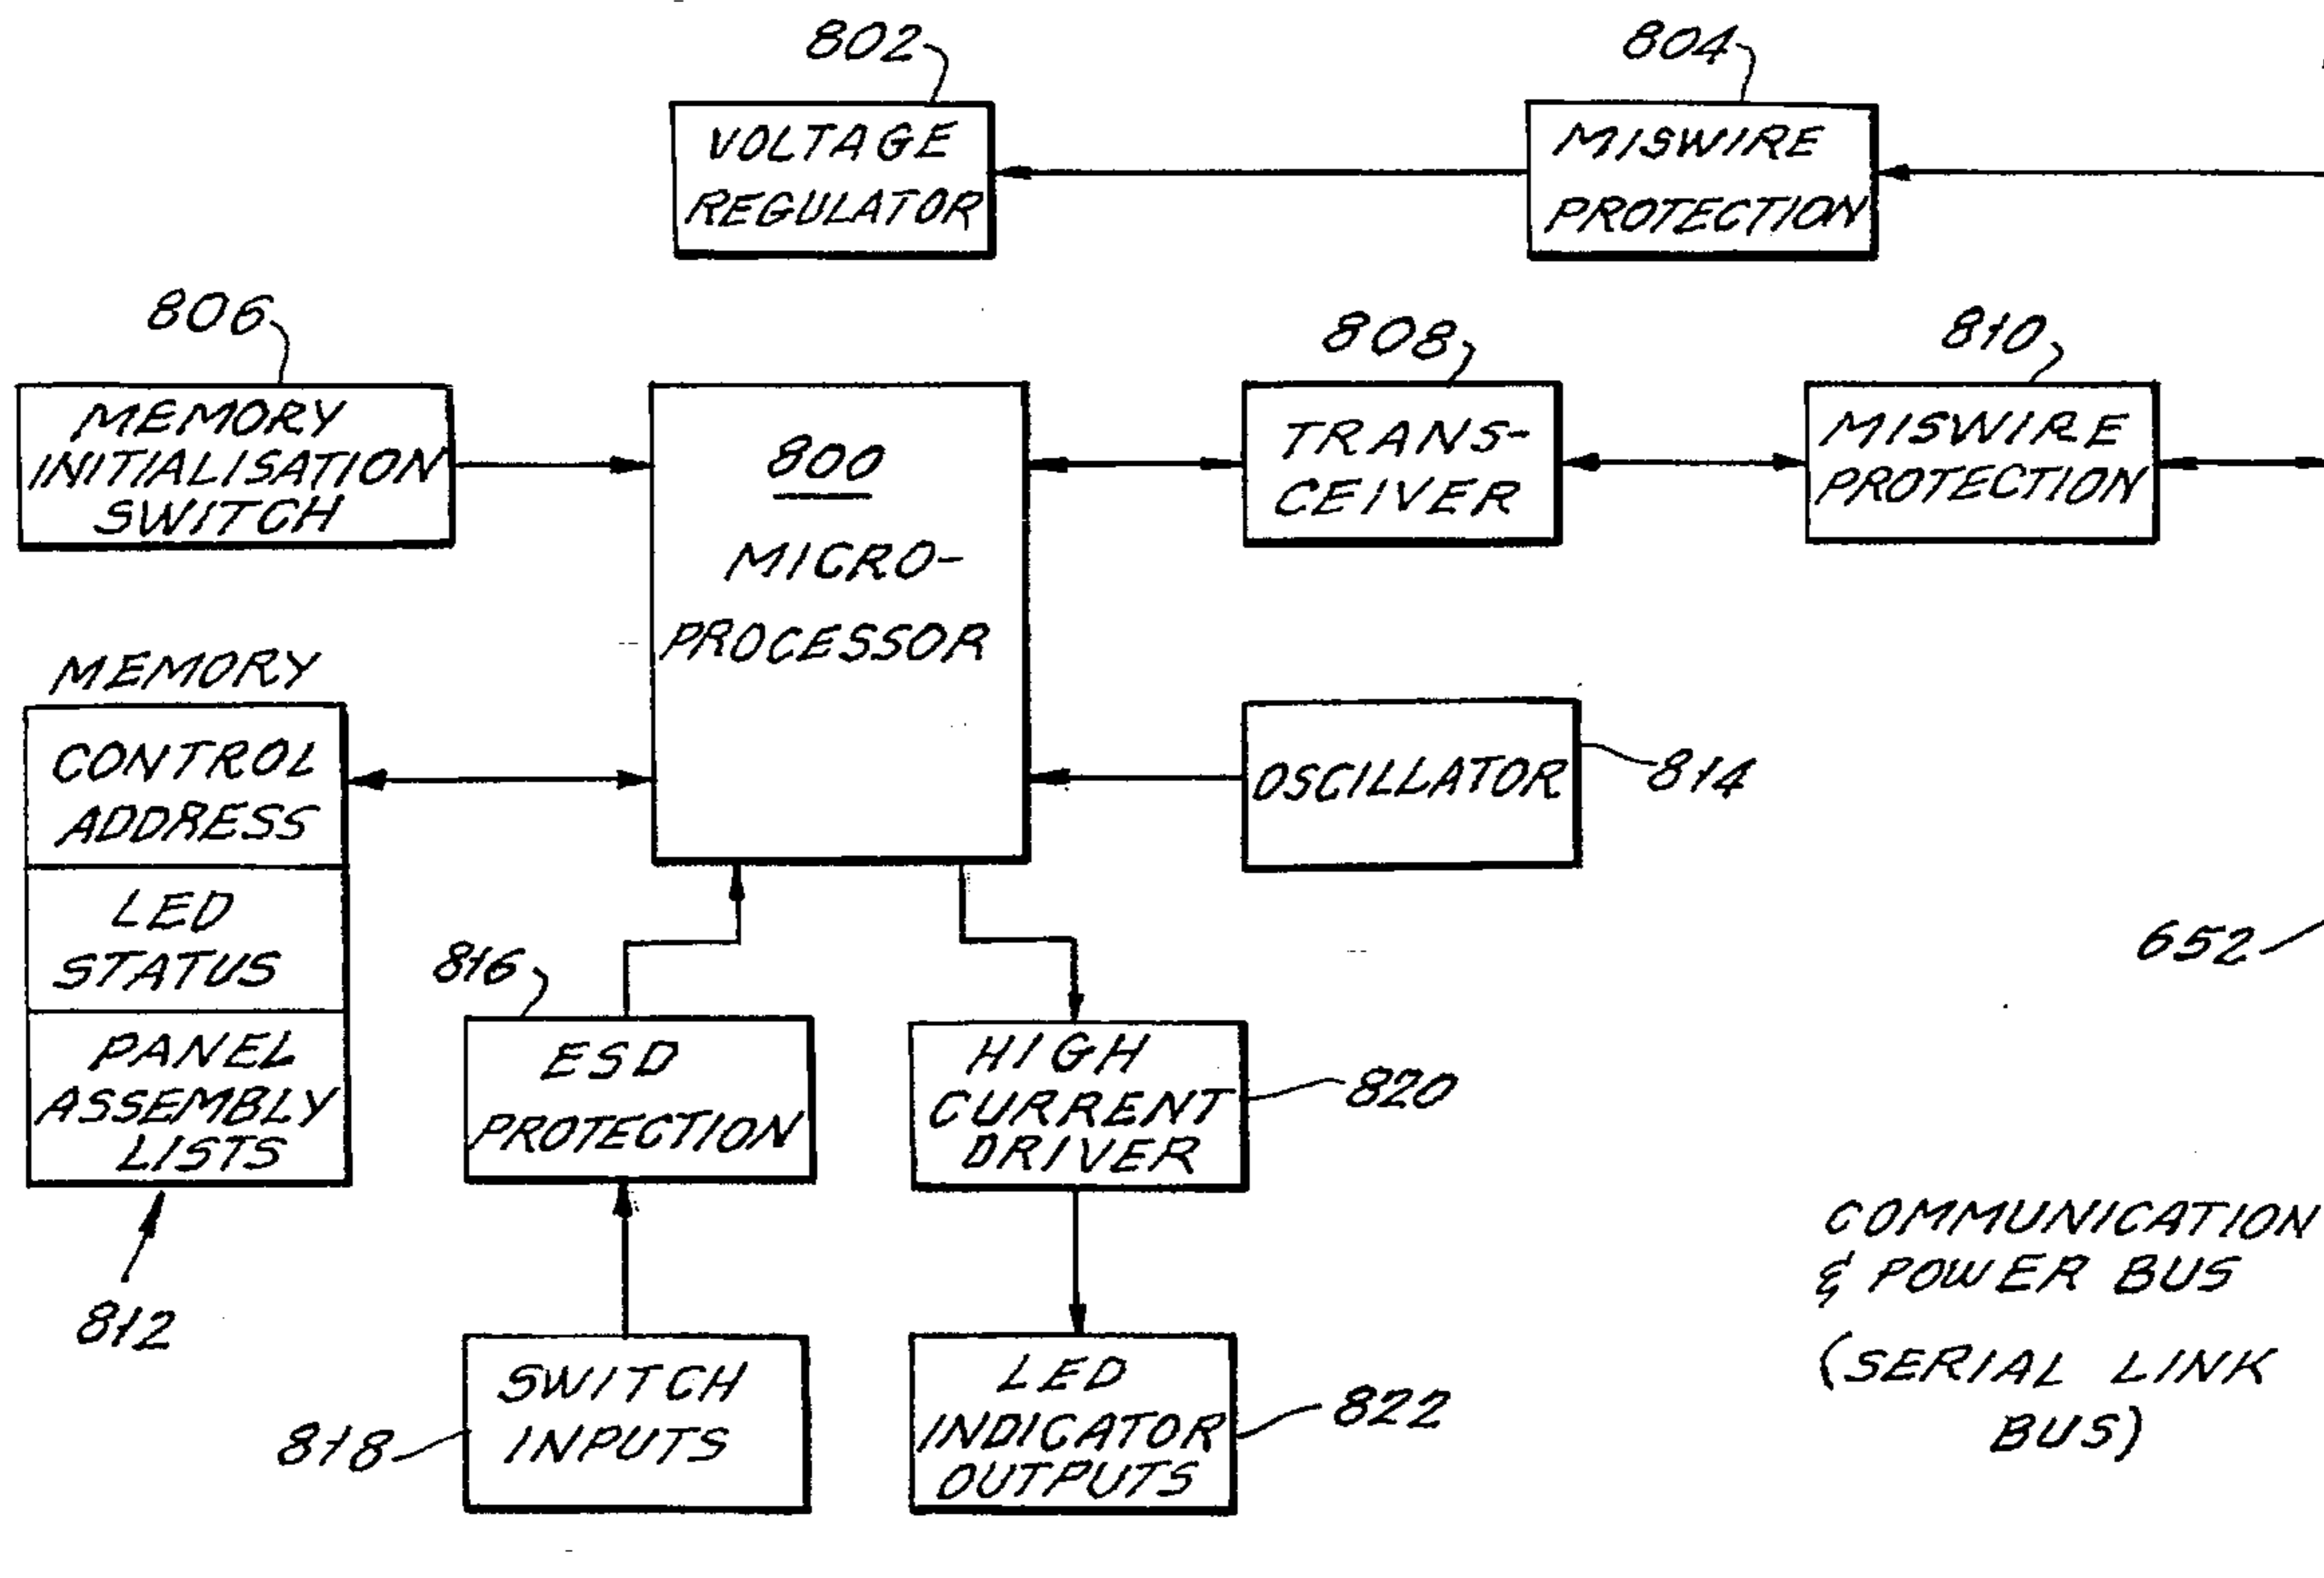 802
804
VOLTAGE
REGULATOR
MISWIRE
PROTECTION
806
808
810
MEMORY
INITIALISATION
SWITCH
800
MICRO-
PROCESSOR
TRANS-
CEIVER
MISWIRE
PROTECTION
MEMORY
CONTROL
ADDRESS
LED
STATUS
PANEL
ASSEMBLY
LISTS
812
OSCILLATOR
814
652
816
ESD
PROTECTION
HIGH
CURRENT
DRIVER
820
818
SWITCH
INPUTS
LED
INDICATOR
OUTPUTS
822
COMMUNICATION
& POWER BUS
(SERIAL LINK
BUS)